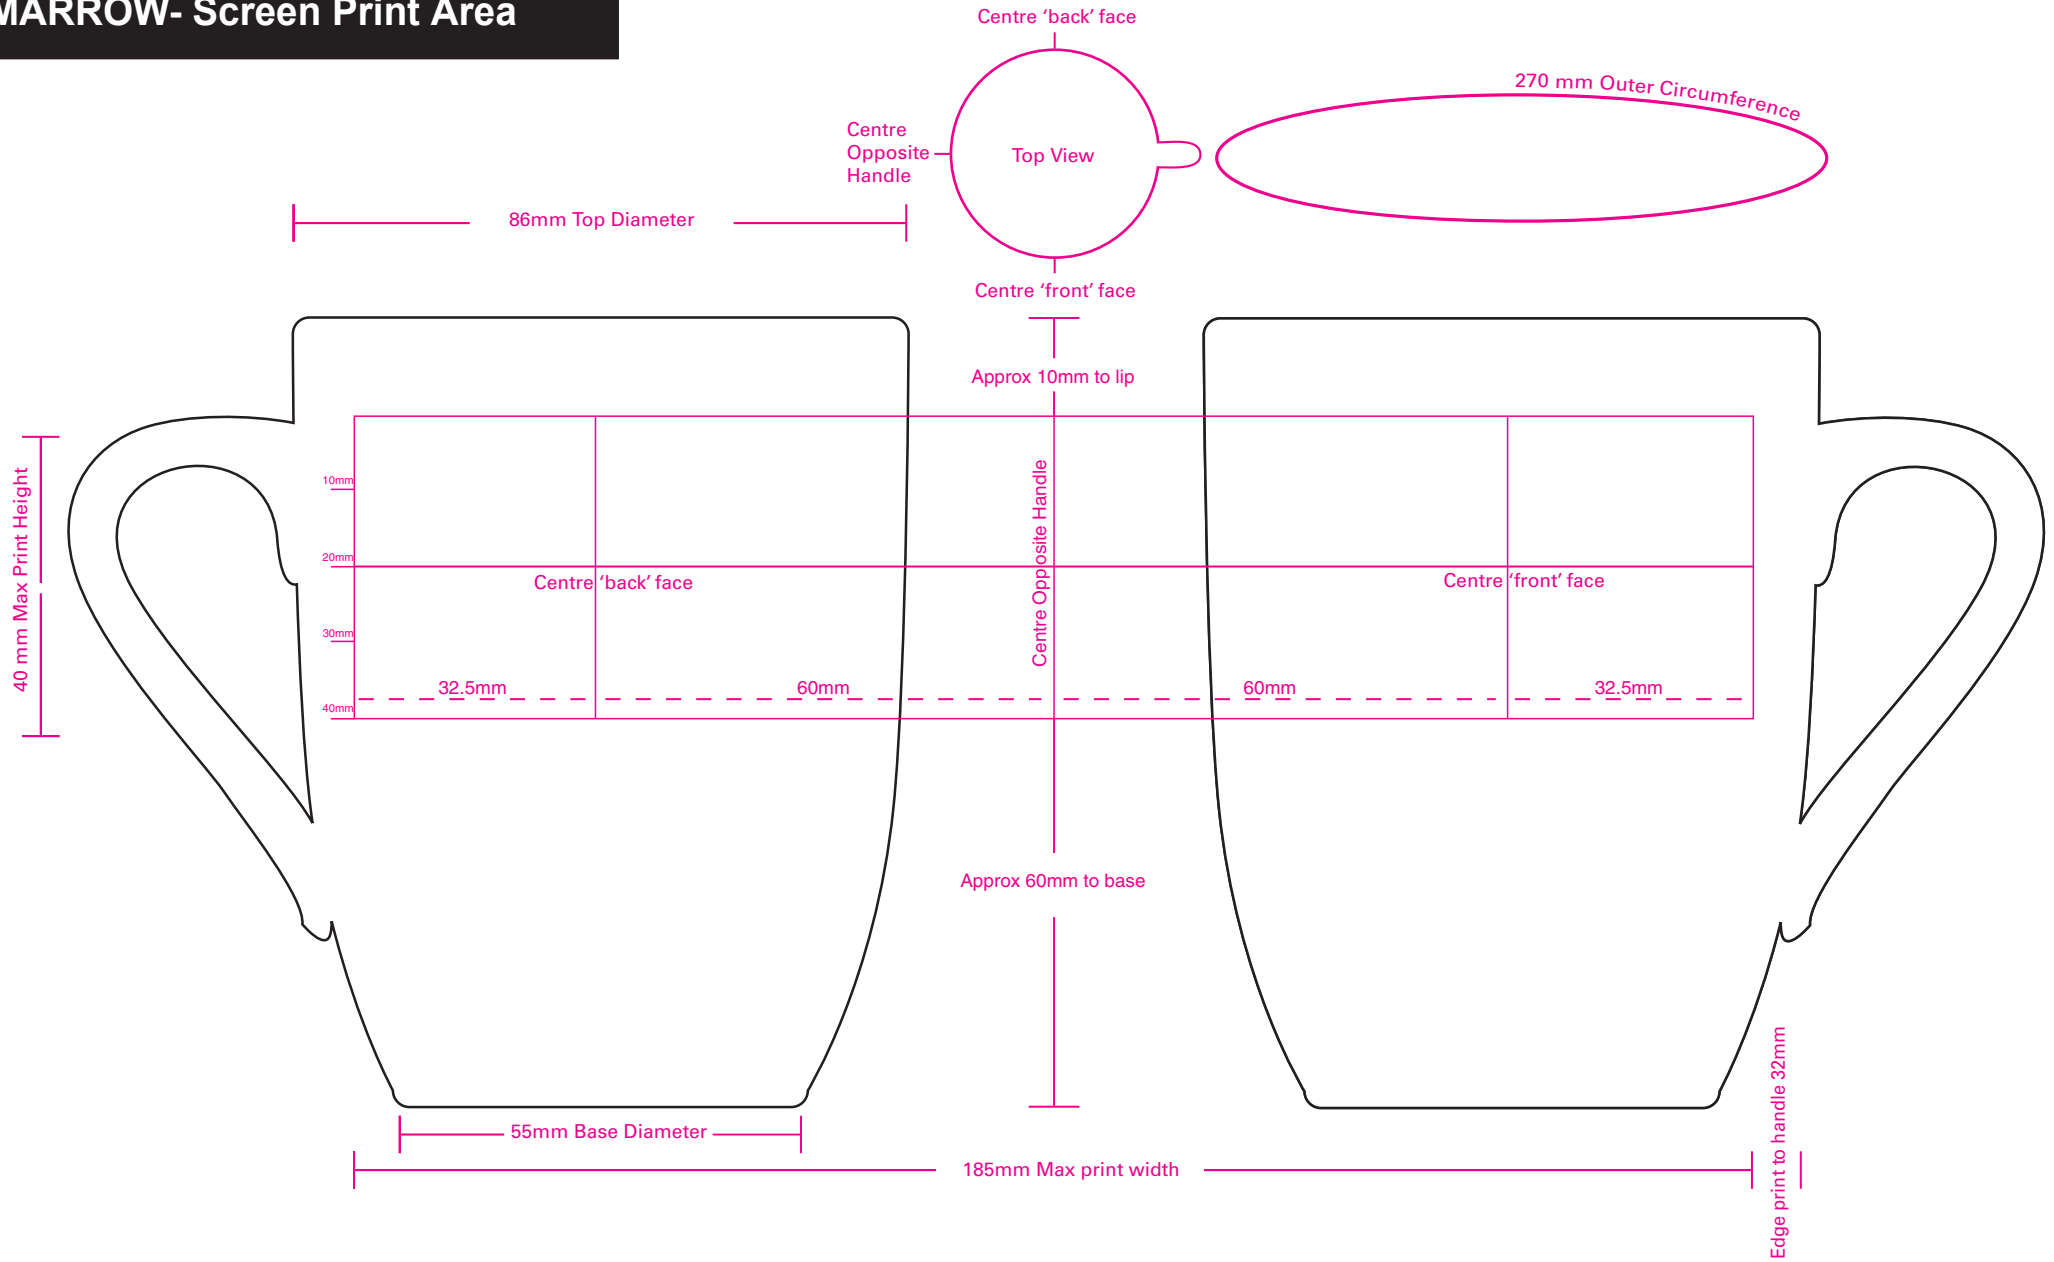 MARROW- Screen Print Area
Centre ‘back’ face
270 mm Outer Circumference
Centre
Opposite
Handle
Top View
86mm Top Diameter
Centre ‘front’ face
Approx 10mm to lip
40 mm Max Print Height
10mm
20mm
30mm
40mm
Centre Opposite Handle
Centre ‘back’ face
Centre ‘front’ face
32.5mm
60mm
60mm
32.5mm
Approx 60mm to base
55mm Base Diameter
185mm Max print width
Edge print to handle 32mm